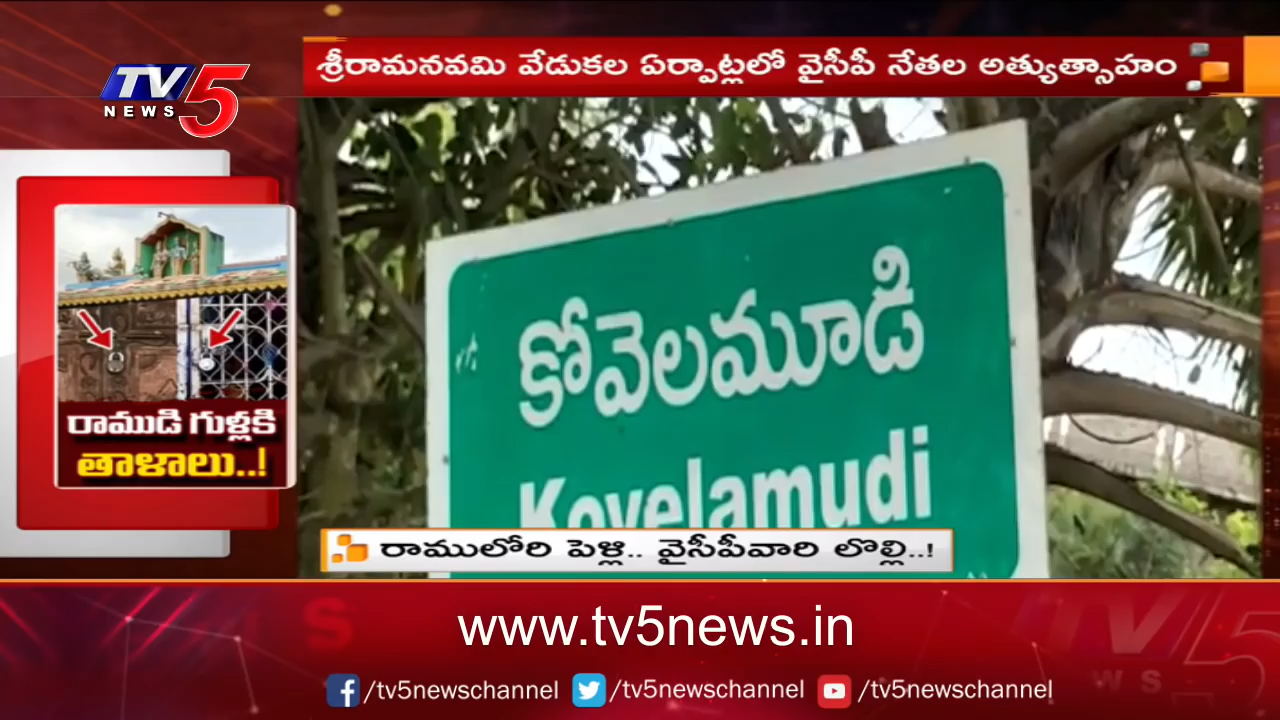 TV5
NEWS
శ్రీరామనవమి వేడుకల ఏర్పాట్లలో వైసీపీ నేతల అత్యుత్సాహం
రాముడి గుళ్లకి
తాళాలు..!
కోవెలమూడి
Kovelamudi
రాములోరి పెళ్లి.. వైసీపీవారి లొల్లి..!
www.tv5news.in
/tv5newschannel /tv5newschannel /tv5newschannel